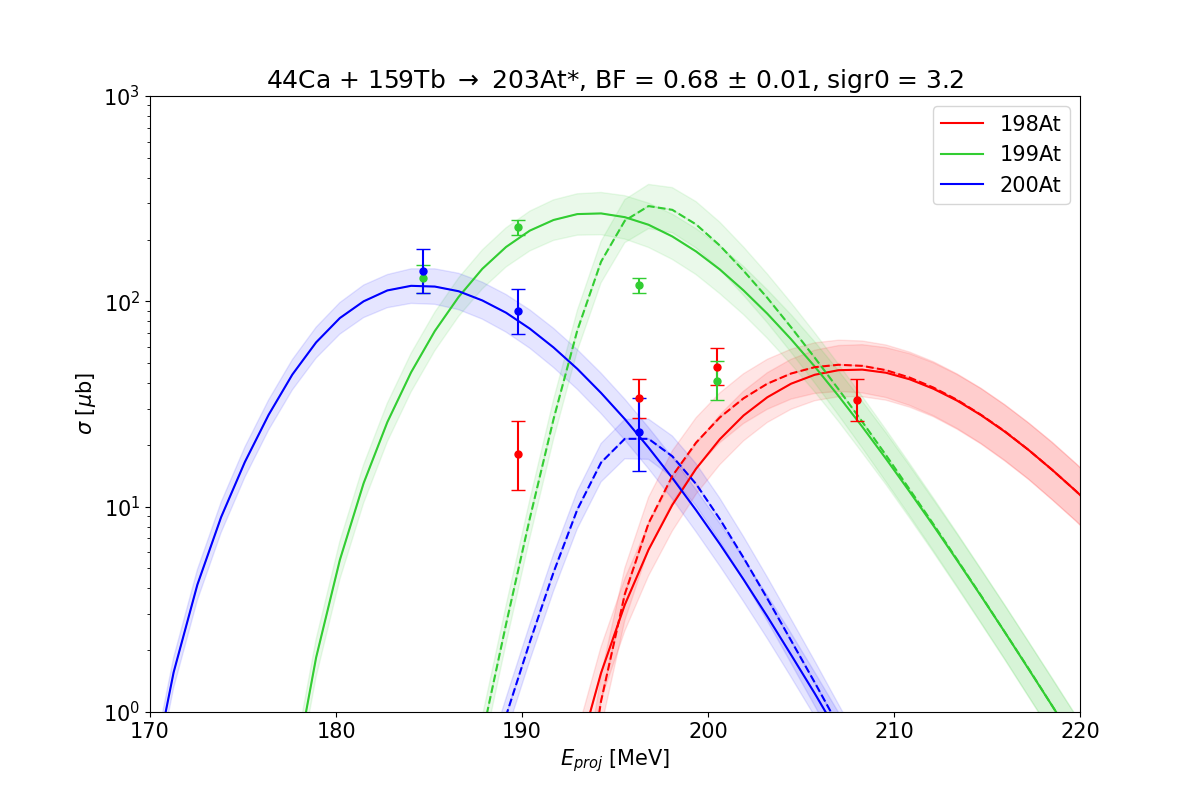 44Ca + 159Tb → 203At*, BF = 0.68 ± 0.01, sigr0 = 3.2
198At
199At
200At
10³
10²
10¹
10⁰
σ [μb]
170 180 190 200 210 220
E_proj [MeV]